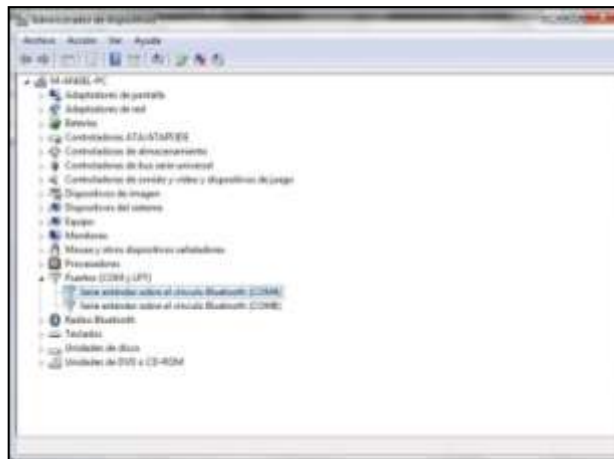 Administrador de dispositivos
Archivo Acción Ver Ayuda
M-ANGEL-PC
Adaptadores de pantalla
Adaptadores de red
Baterías
Controladoras ATA/ATAPI IDE
Controladoras de almacenamiento
Controladoras de bus serie universal
Controladoras de sonido y vídeo y dispositivos de juego
Dispositivos de imagen
Dispositivos del sistema
Equipo
Monitores
Mouse y otros dispositivos señaladores
Procesadores
Puertos (COM y LPT)
Serie estándar sobre el vínculo Bluetooth
Serie estándar sobre el vínculo Bluetooth
Radios Bluetooth
Teclados
Unidades de disco
Unidades de DVD o CD-ROM